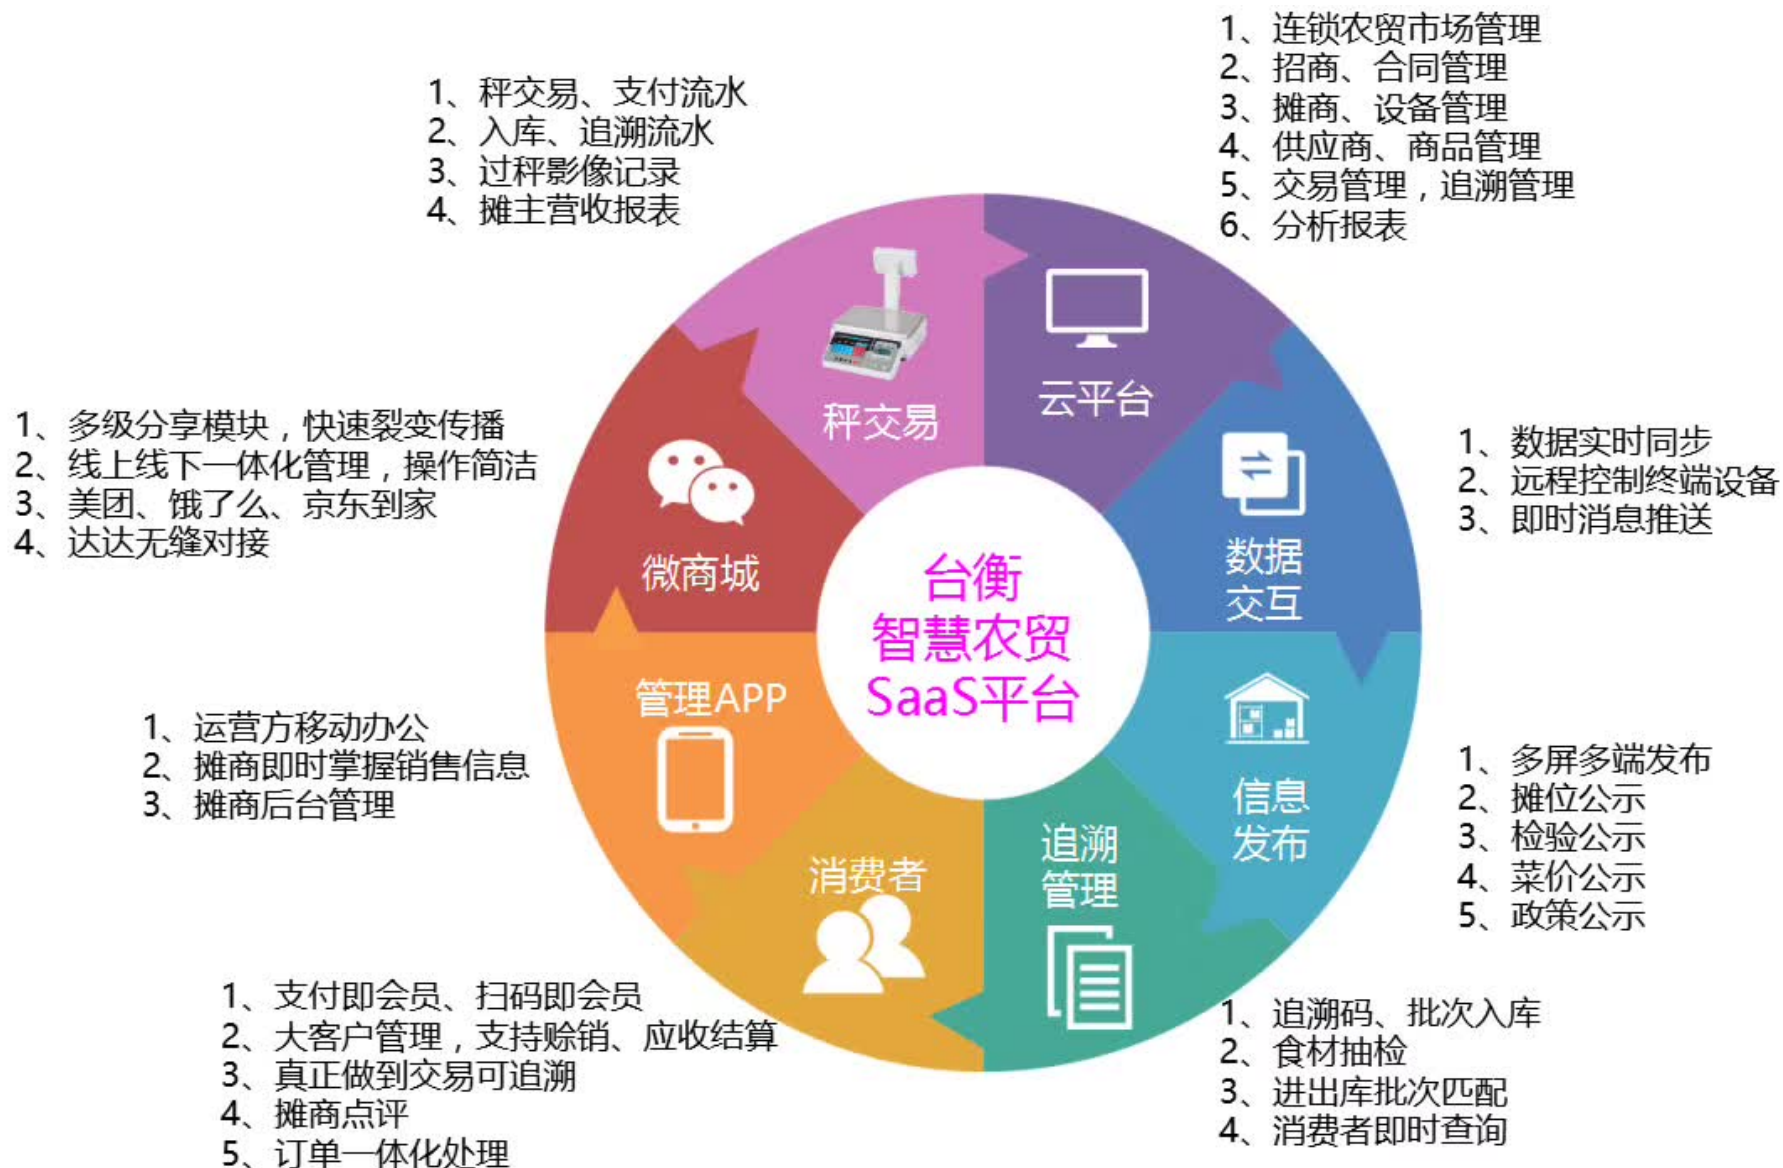 1、连锁农贸市场管理
2、招商、合同管理
3、摊商、设备管理
4、供应商、商品管理
5、交易管理，追溯管理
6、分析报表
1、秤交易、支付流水
2、入库、追溯流水
3、过秤影像记录
4、摊主营收报表
云平台
秤交易
1、多级分享模块，快速裂变传播
2、线上线下一体化管理，操作简洁
3、美团、饿了么、京东到家
4、达达无缝对接
微商城
1、数据实时同步
2、远程控制终端设备
3、即时消息推送
数据
交互
台衡
智慧农贸
SaaS平台
管理APP
1、运营方移动办公
2、摊商即时掌握销售信息
3、摊商后台管理
信息
发布
1、多屏多端发布
2、摊位公示
3、检验公示
4、菜价公示
5、政策公示
追溯
管理
消费者
1、支付即会员、扫码即会员
2、大客户管理，支持赊销、应收结算
3、真正做到交易可追溯
4、摊商点评
5、订单一体化处理
1、追溯码、批次入库
2、食材抽检
3、进出库批次匹配
4、消费者即时查询